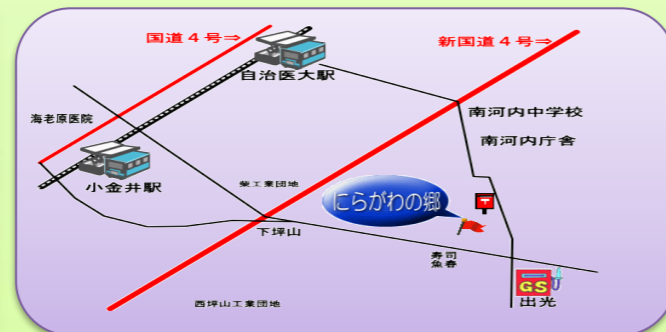 国道４号⇒
新国道４号⇒
自治医大駅
南河内中学校
海老原医院
南河内庁舎
小金井駅
柴工業団地
にらがわの郷
〒
下坪山
寿司
魚春
GS
出光
西坪山工業団地